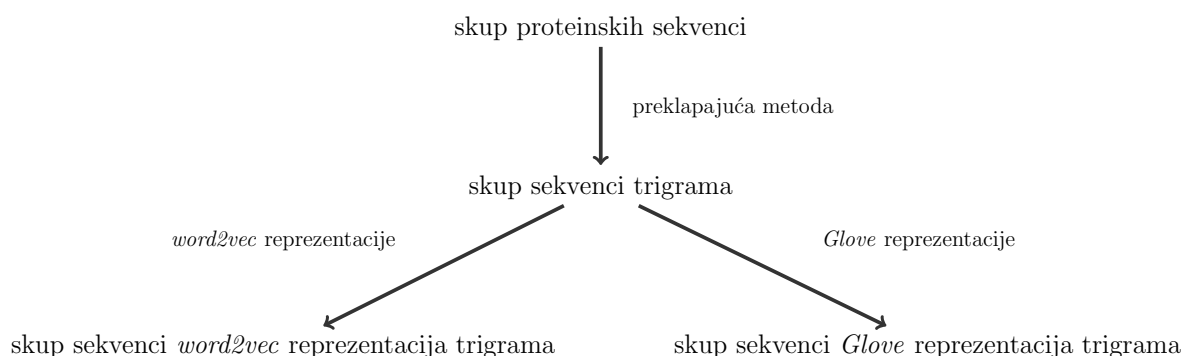 skup proteinskih sekvenci
preklapajuća metoda
skup sekvenci trigrama
word2vec reprezentacije
Glove reprezentacije
skup sekvenci word2vec reprezentacija trigrama
skup sekvenci Glove reprezentacija trigrama